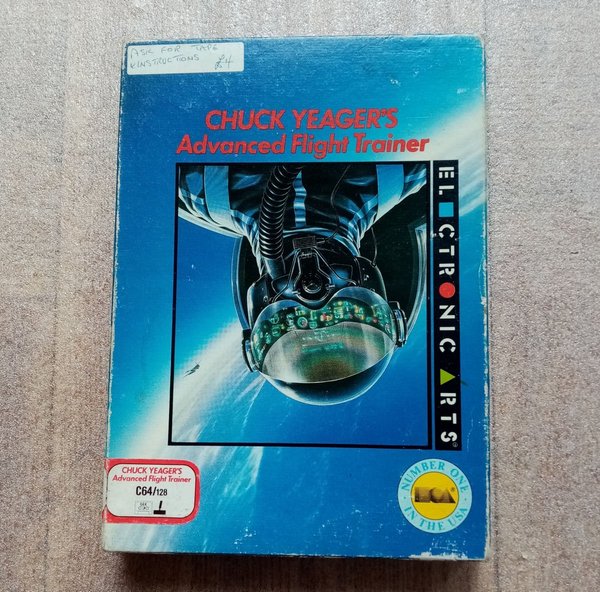 ASK FOR TAPE
& INSTRUCTIONS £4
CHUCK YEAGER'S
Advanced Flight Trainer
ELECTRONIC ARTS
CHUCK YEAGER'S
Advanced Flight Trainer
C64/128
NUMBER ONE
ECA
IN THE USA